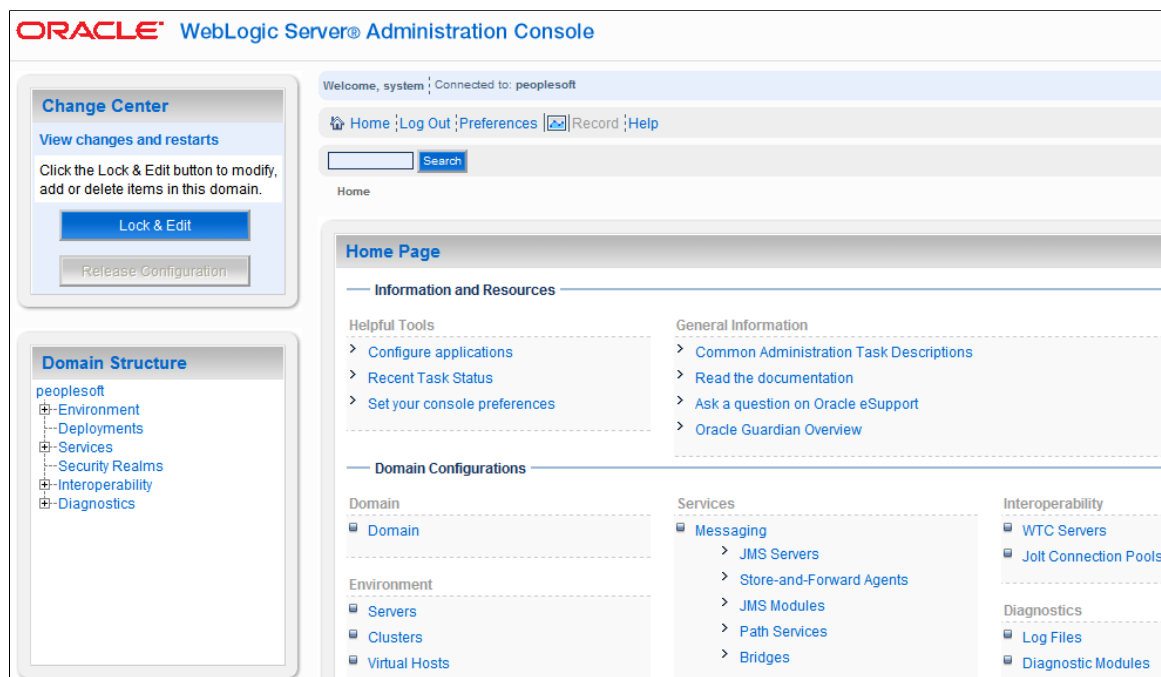 ORACLE WebLogic Server® Administration Console
Change Center
View changes and restarts
Click the Lock & Edit button to modify,
add or delete items in this domain.
Lock & Edit
Release Configuration
Domain Structure
peoplesoft
Environment
Deployments
Services
Security Realms
Interoperability
Diagnostics
Welcome, system Connected to: peoplesoft
Home Log Out Preferences Record Help
Search
Home
Home Page
Information and Resources
Helpful Tools
Configure applications
Recent Task Status
Set your console preferences
General Information
Common Administration Task Descriptions
Read the documentation
Ask a question on Oracle eSupport
Oracle Guardian Overview
Domain Configurations
Domain
Domain
Environment
Servers
Clusters
Virtual Hosts
Services
Messaging
JMS Servers
Store-and-Forward Agents
JMS Modules
Path Services
Bridges
Interoperability
WTC Servers
Jolt Connection Pools
Diagnostics
Log Files
Diagnostic Modules